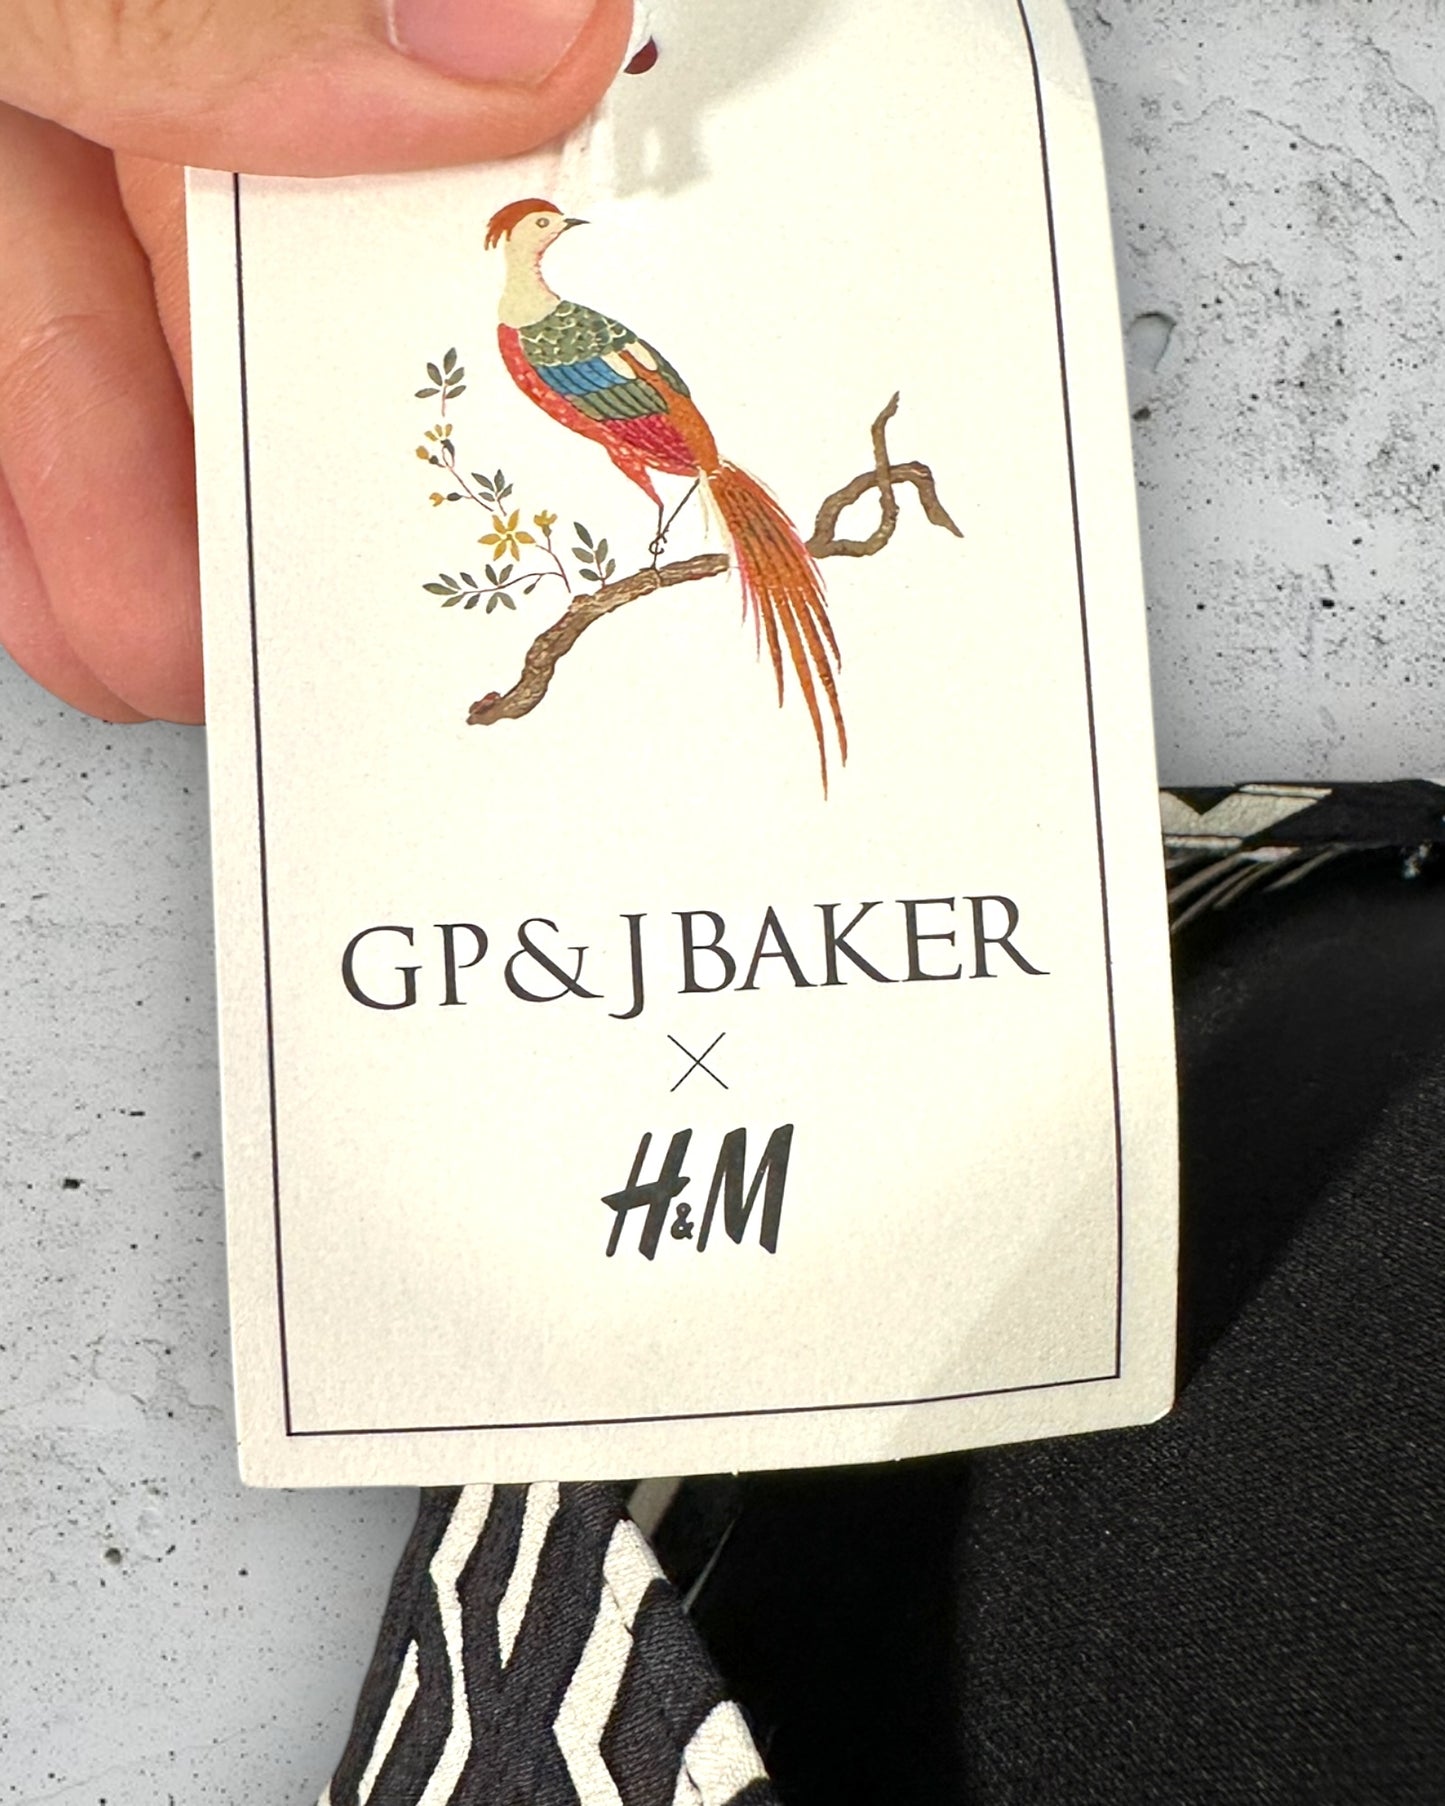 GP & J BAKER
×
H&M